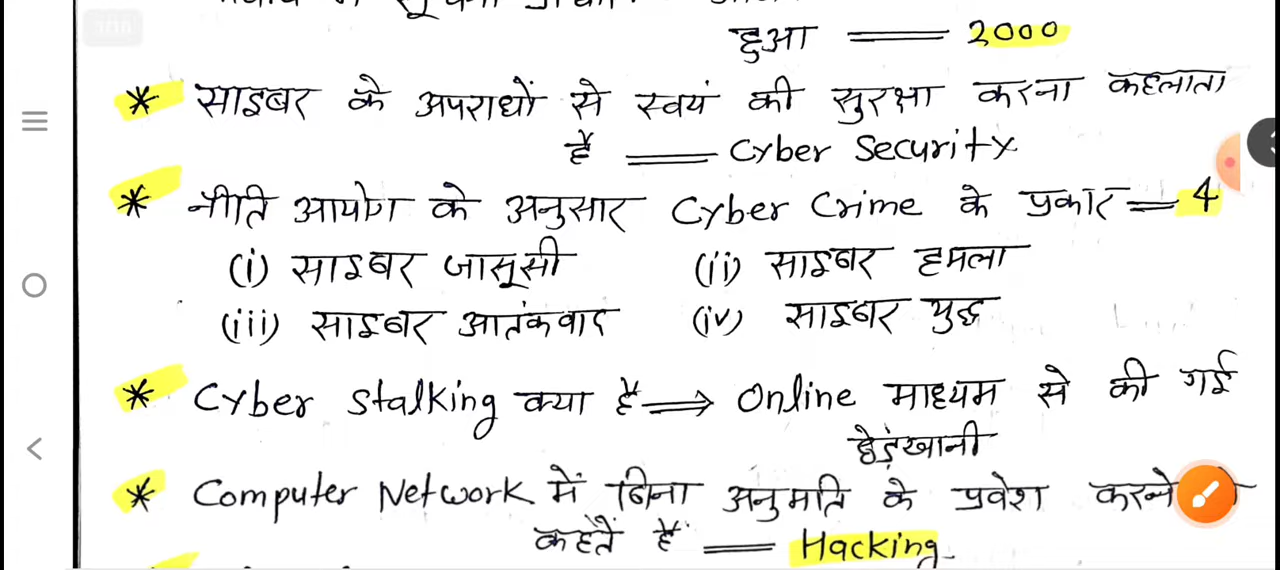 हुआ == 2000
* साइबर के अपराधों से स्वयं की सुरक्षा करना कहलाता
है == Cyber Security
* नीति आयोग के अनुसार Cyber Crime के प्रकार = 4
(i) साइबर जासूसी (ii) साइबर हमला
(iii) साइबर आतंकवाद (iv) साइबर युद्ध
* Cyber Stalking क्या है ⇒ Online माध्यम से की गई
छेड़खानी
* Computer Network में बिना अनुमति के प्रवेश करने
कहते हैं == Hacking